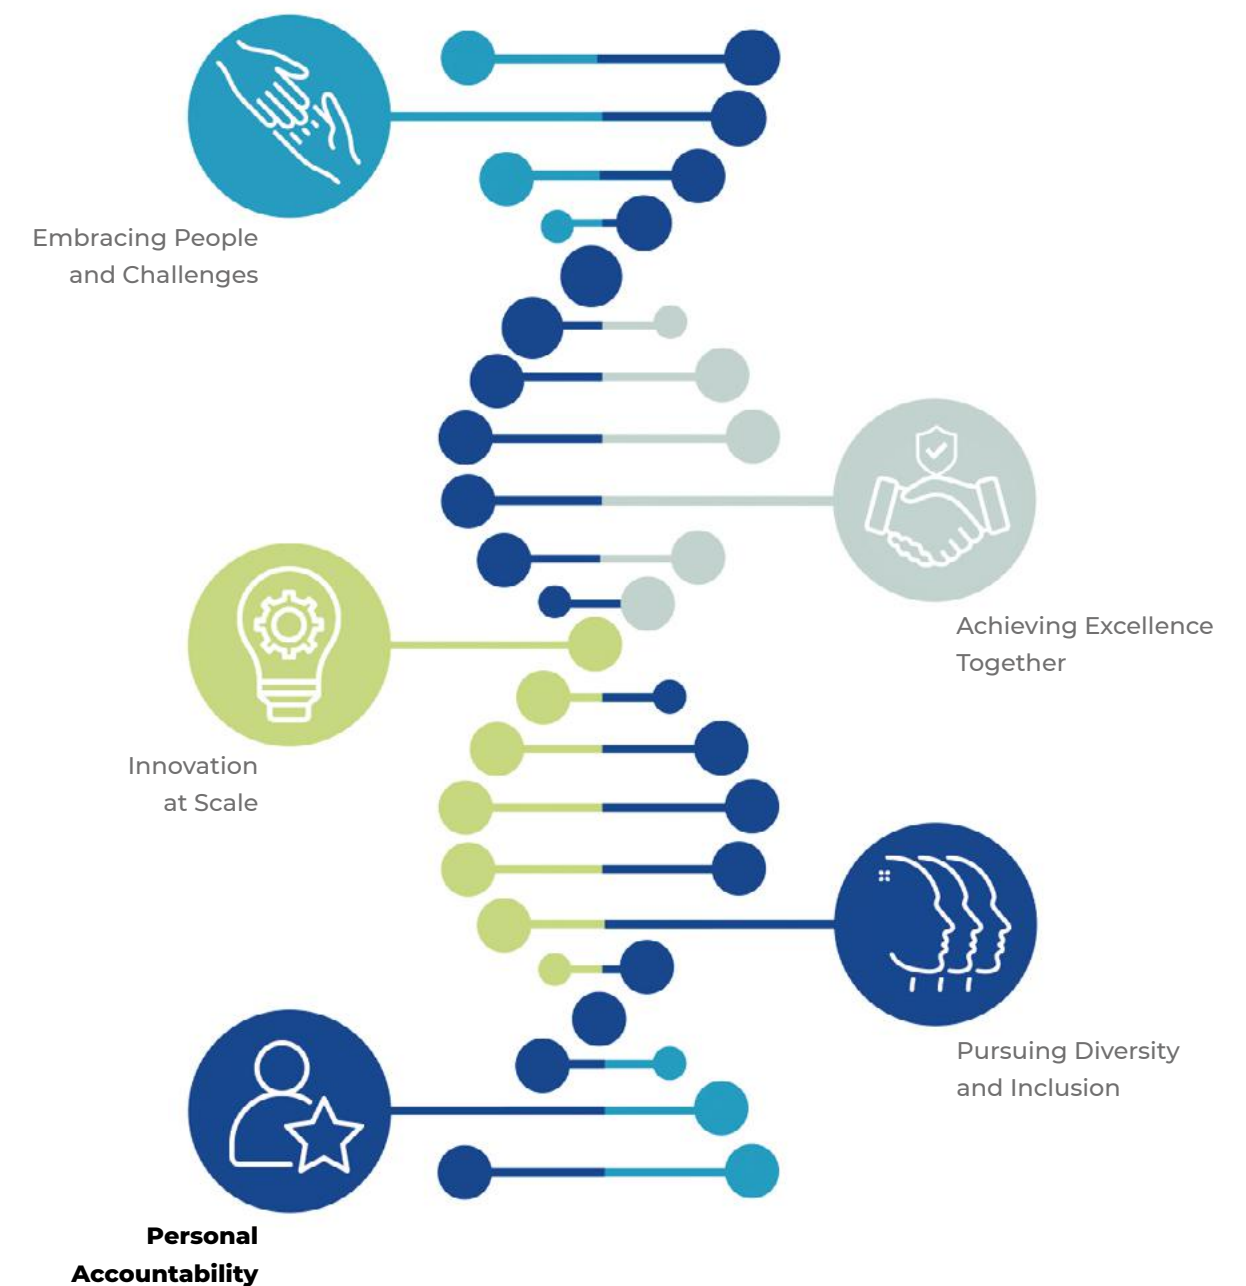 Embracing People
and Challenges
Achieving Excellence
Together
Innovation
at Scale
Pursuing Diversity
and Inclusion
Personal
Accountability